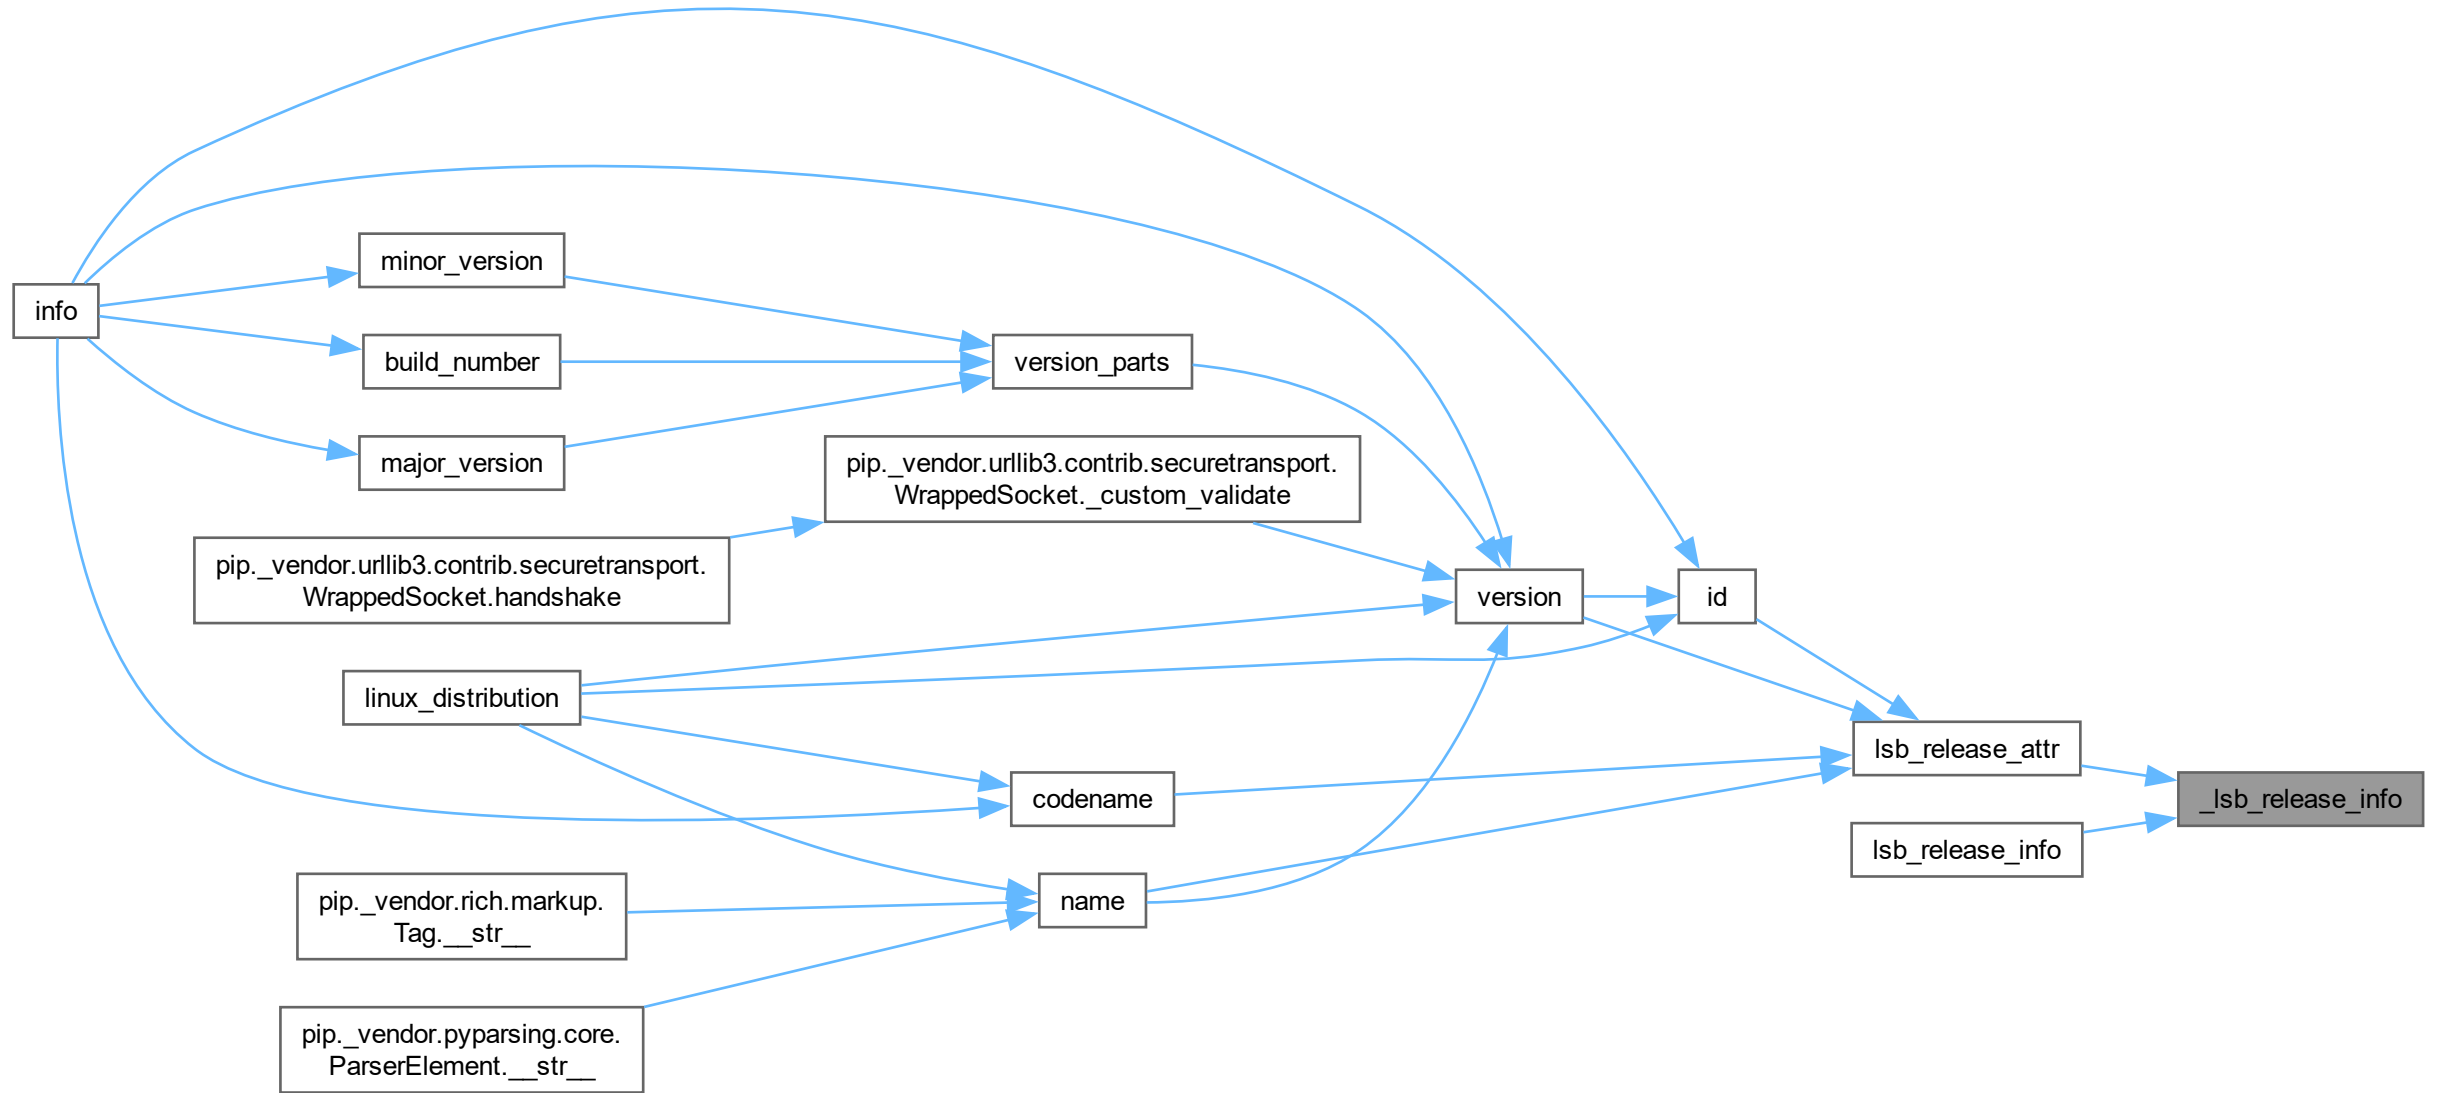 minor_version
info
build_number
version_parts
major_version
pip._vendor.urllib3.contrib.securetransport.
WrappedSocket._custom_validate
pip._vendor.urllib3.contrib.securetransport.
WrappedSocket.handshake
version
id
linux_distribution
lsb_release_attr
codename
_lsb_release_info
lsb_release_info
name
pip._vendor.rich.markup.
Tag.__str__
pip._vendor.pyparsing.core.
ParserElement.__str__